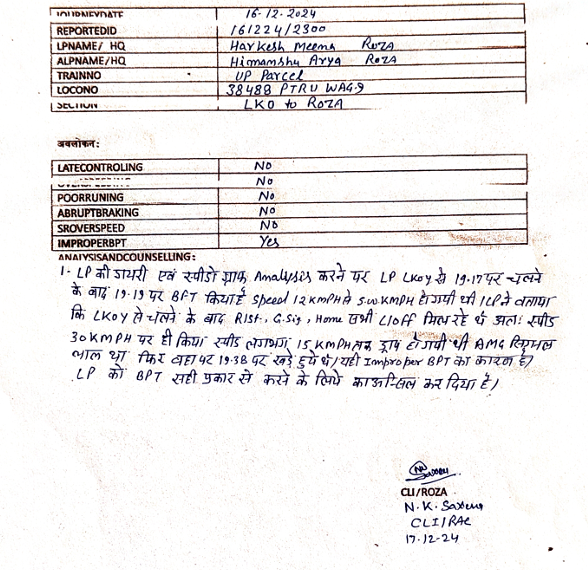 JOURNEYDATE 16-12-2024
REPORTEDID 161224/2300
LPNAME/ HQ Harkesh Meena ROZA
ALPNAME/HQ Himanshu Arya ROZA
TRAINNO UP Parcel
LOCONO 38488 PTRU WAG-9
SECTION LKO to ROZA
अवलोकन:
LATECONTROLING NO
OVERSPEEDING NO
POORRUNING NO
ABRUPTBRAKING NO
SROVERSPEED NO
IMPROPERBPT Yes
ANALYSISANDCOUNSELLING:
1- LP की डायरी एवं स्पीडो ग्राफ Analysis करने पर LP LKOy से 19-17 पर चलने
के बाद 19-19 पर BPT किया है speed 12 KMPH से KMPH हो गयी थी । LP ने बताया
कि LKOy से चलने के बाद RIST., G.Sig, Home सभी L/off मिल रहे थे अतः स्पीड
30 KMPH पर ही किया स्पीड लगभग 15 KMPH तक ड्राप हो गयी थी AMG सिग्नल
लाल था फिर वहा पर 19-38 पर खडे हुये थे । यही Improper BPT का कारण है।
LP को BPT सही प्रकार से करने के लिये काऊन्सिल कर दिया है।
CLI/ROZA
N.K. Saxena
CLI/RAC
17-12-24